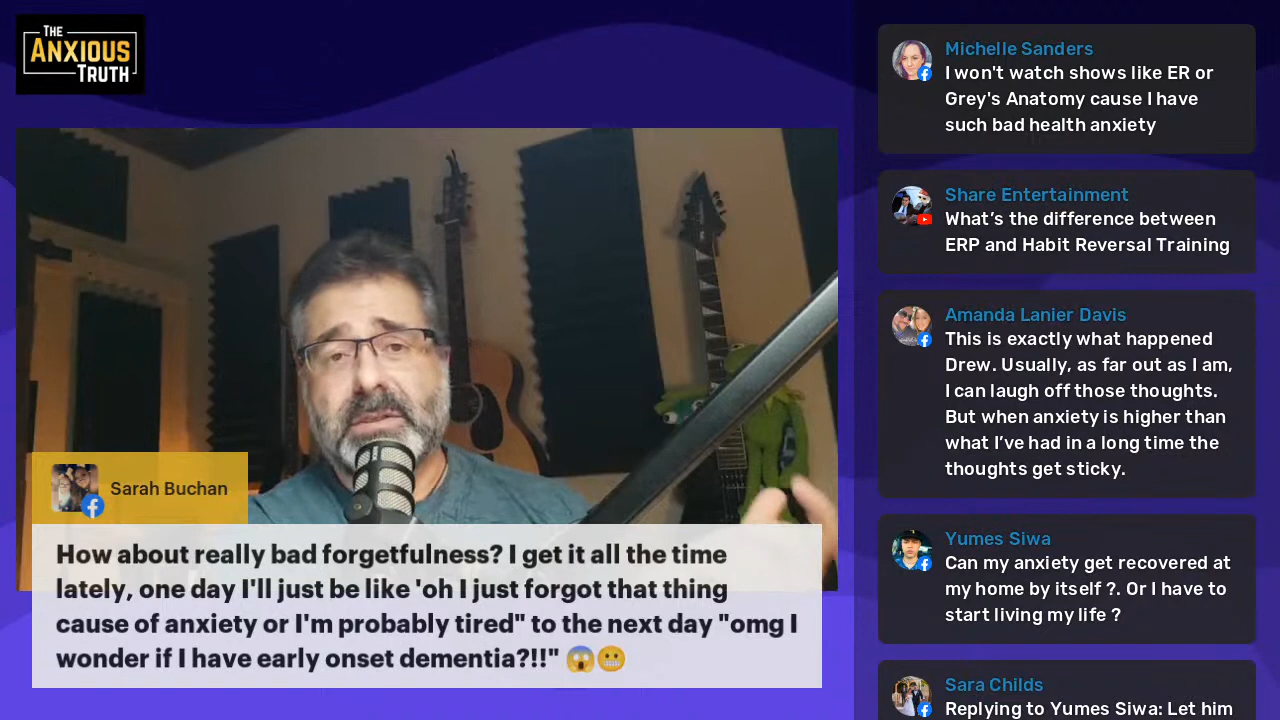 THE
ANXIOUS
TRUTH
Sarah Buchan
How about really bad forgetfulness? I get it all the time
lately, one day I'll just be like 'oh I just forgot that thing
cause of anxiety or I'm probably tired" to the next day "omg I
wonder if I have early onset dementia?!!" 😱😬
Michelle Sanders
I won't watch shows like ER or
Grey's Anatomy cause I have
such bad health anxiety
Share Entertainment
What’s the difference between
ERP and Habit Reversal Training
Amanda Lanier Davis
This is exactly what happened
Drew. Usually, as far out as I am,
I can laugh off those thoughts.
But when anxiety is higher than
what I’ve had in a long time the
thoughts get sticky.
Yumes Siwa
Can my anxiety get recovered at
my home by itself ?. Or I have to
start living my life ?
Sara Childs
Replying to Yumes Siwa: Let him